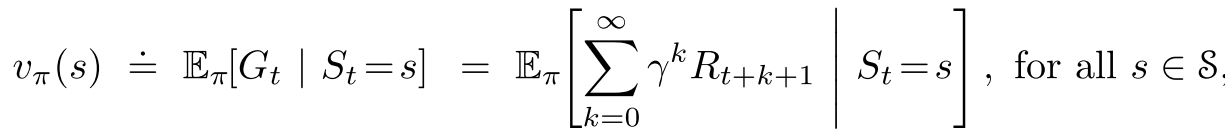 v_π(s) ≐ 𝔼_π[G_t | S_t = s] = 𝔼_π[∑_{k=0}^{∞} γ^k R_{t+k+1} | S_t = s], for all s ∈ 𝒮,